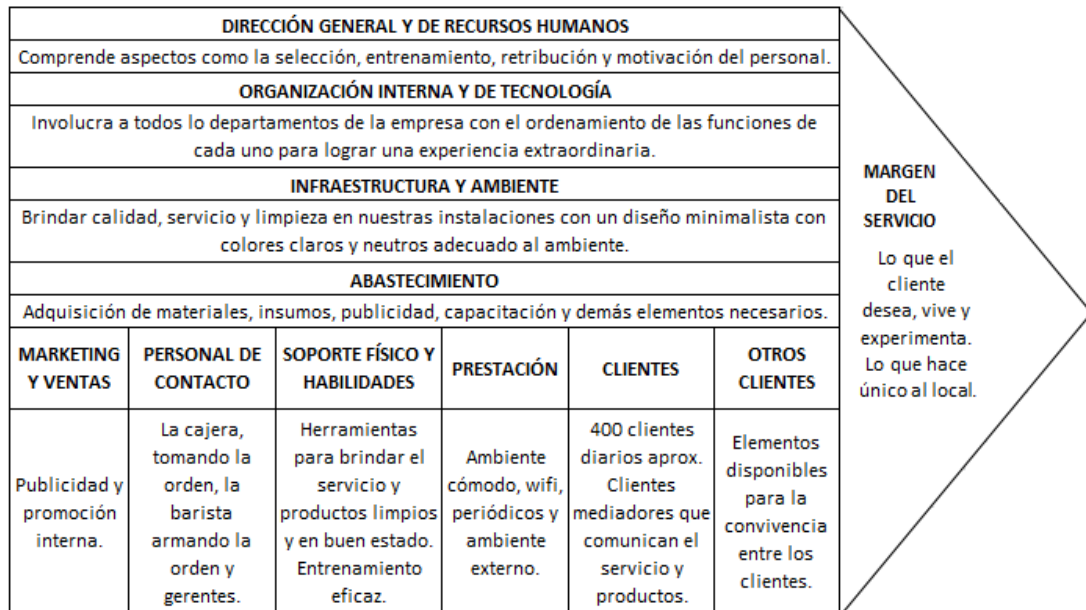 DIRECCIÓN GENERAL Y DE RECURSOS HUMANOS
Comprende aspectos como la selección, entrenamiento, retribución y motivación del personal.
ORGANIZACIÓN INTERNA Y DE TECNOLOGÍA
Involucra a todos lo departamentos de la empresa con el ordenamiento de las funciones de
cada uno para lograr una experiencia extraordinaria.
INFRAESTRUCTURA Y AMBIENTE
Brindar calidad, servicio y limpieza en nuestras instalaciones con un diseño minimalista con
colores claros y neutros adecuado al ambiente.
ABASTECIMIENTO
Adquisición de materiales, insumos, publicidad, capacitación y demás elementos necesarios.
MARKETING
Y VENTAS
PERSONAL DE
CONTACTO
SOPORTE FÍSICO Y
HABILIDADES
PRESTACIÓN
CLIENTES
OTROS
CLIENTES
Publicidad y
promoción
interna.
La cajera,
tomando la
orden, la
barista
armando la
orden y
gerentes.
Herramientas
para brindar el
servicio y
productos limpios
y en buen estado.
Entrenamiento
eficaz.
Ambiente
cómodo, wifi,
periódicos y
ambiente
externo.
400 clientes
diarios aprox.
Clientes
mediadores que
comunican el
servicio y
productos.
Elementos
disponibles
para la
convivencia
entre los
clientes.
MARGEN
DEL
SERVICIO
Lo que el
cliente
desea, vive y
experimenta.
Lo que hace
único al local.